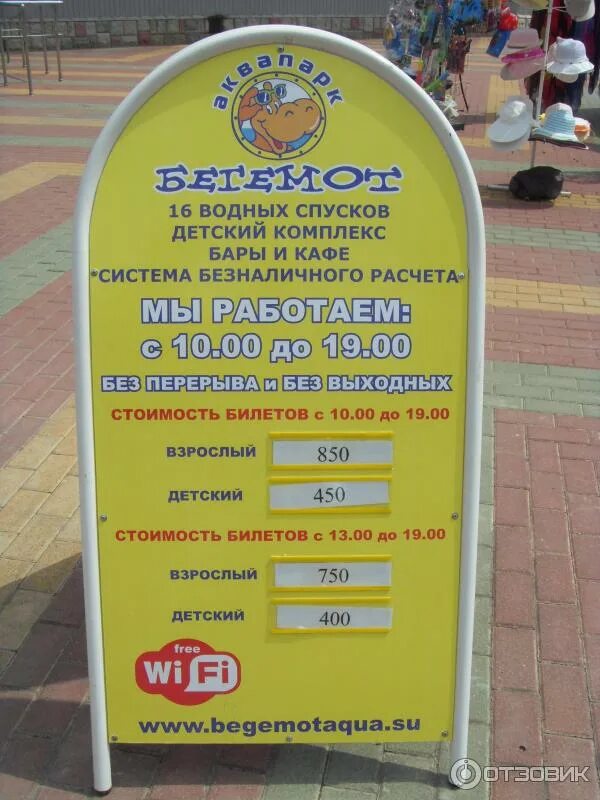 аквапарк
БЕГЕМОТ
16 ВОДНЫХ СПУСКОВ
ДЕТСКИЙ КОМПЛЕКС
БАРЫ И КАФЕ
СИСТЕМА БЕЗНАЛИЧНОГО РАСЧЕТА
МЫ РАБОТАЕМ:
с 10.00 до 19.00
БЕЗ ПЕРЕРЫВА и БЕЗ ВЫХОДНЫХ
СТОИМОСТЬ БИЛЕТОВ с 10.00 до 19.00
ВЗРОСЛЫЙ 850
ДЕТСКИЙ 450
СТОИМОСТЬ БИЛЕТОВ с 13.00 до 19.00
ВЗРОСЛЫЙ 750
ДЕТСКИЙ 400
free
WiFi
www.begemotaqua.su
ОТЗОВИК